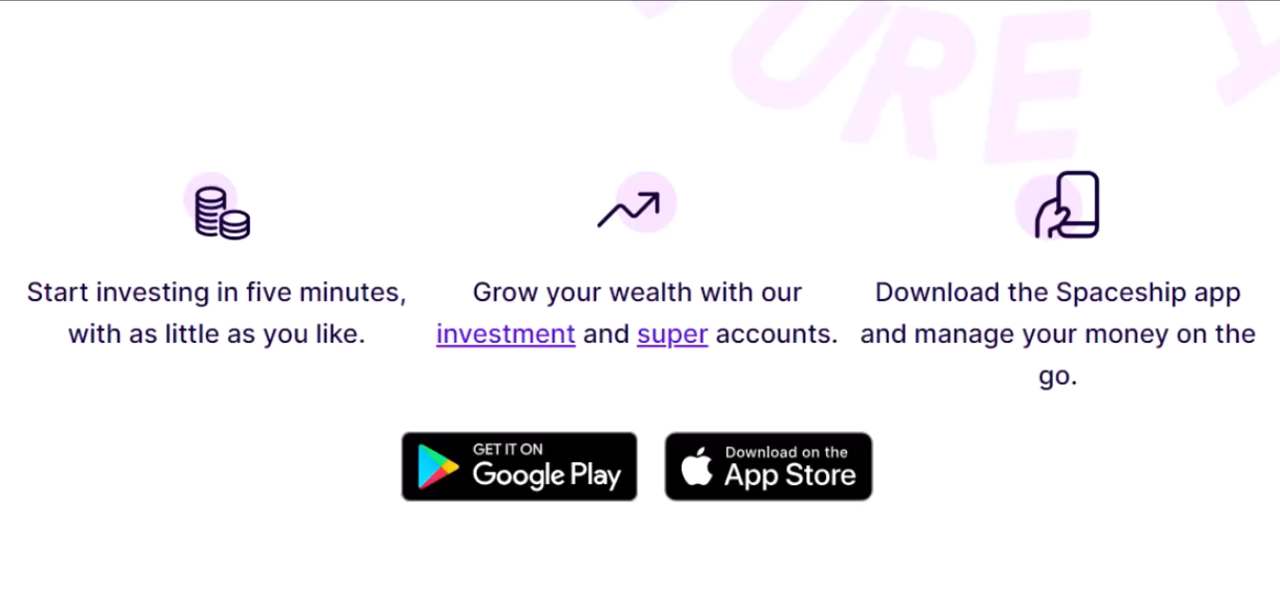 URE
Start investing in five minutes,
with as little as you like.
Grow your wealth with our
investment and super accounts.
Download the Spaceship app
and manage your money on the
go.
GET IT ON
Google Play
Download on the
App Store